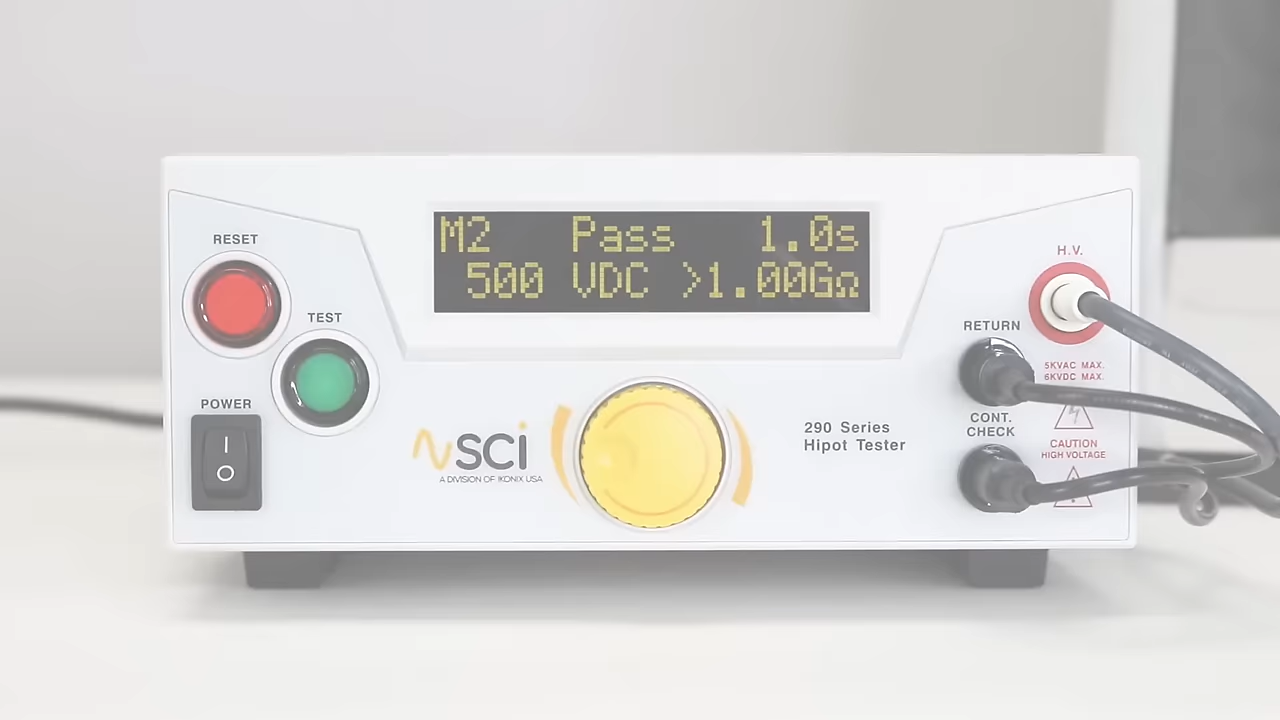 M2 Pass 1.0s
500 VDC >1.00GΩ
RESET
TEST
POWER
I
O
SCI
A DIVISION OF IKONIX USA
290 Series
Hipot Tester
H.V.
RETURN
5KVAC MAX.
6KVDC MAX.
CONT.
CHECK
CAUTION
HIGH VOLTAGE